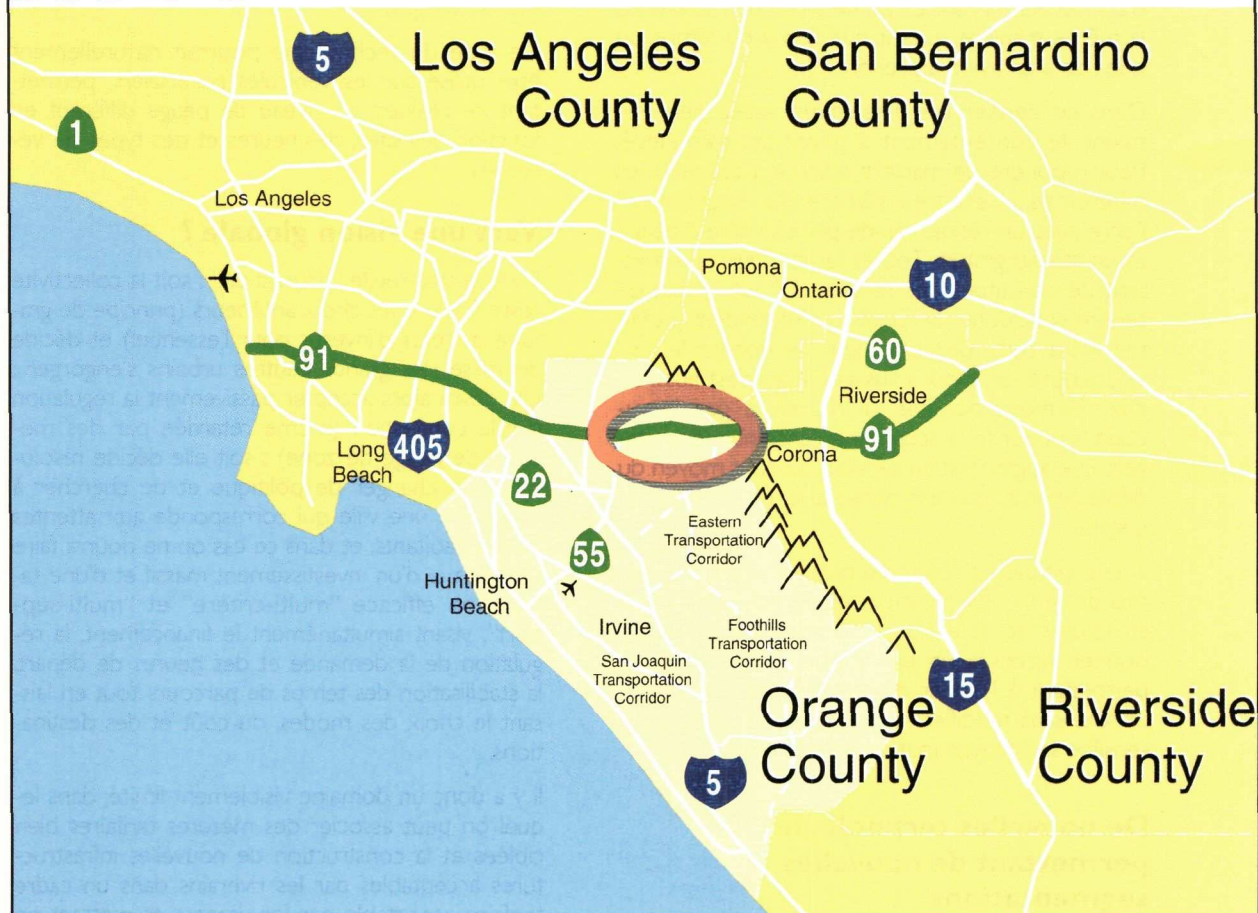 Los Angeles
County
San Bernardino
County
5
1
Los Angeles
Pomona
Ontario
10
60
91
Riverside
91
Corona
Long
Beach
405
22
55
Eastern
Transportation
Corridor
Huntington
Beach
Irvine
Foothills
Transportation
Corridor
San Joaquin
Transportation
Corridor
15
Orange
County
Riverside
County
5